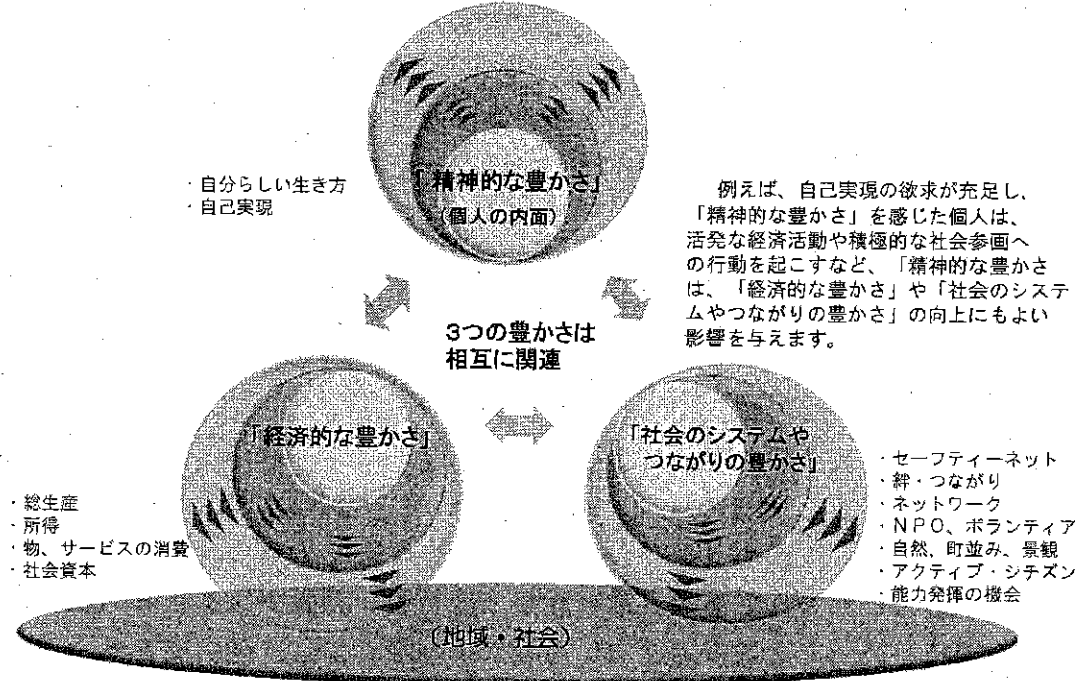 ・自分らしい生き方
・自己実現
「精神的な豊かさ」
(個人の内面)
例えば、自己実現の欲求が充足し、
「精神的な豊かさ」を感じた個人は、
活発な経済活動や積極的な社会参画へ
の行動を起こすなど、「精神的な豊かさ
は、「経済的な豊かさ」や「社会のシステ
ムやつながりの豊かさ」の向上にもよい
影響を与えます。
3つの豊かさは
相互に関連
「経済的な豊かさ」
・総生産
・所得
・物、サービスの消費
・社会資本
「社会のシステムや
つながりの豊かさ」
・セーフティーネット
・絆・つながり
・ネットワーク
・NPO、ボランティア
・自然、町並み、景観
・アクティブ・シチズン
・能力発揮の機会
(地域・社会)